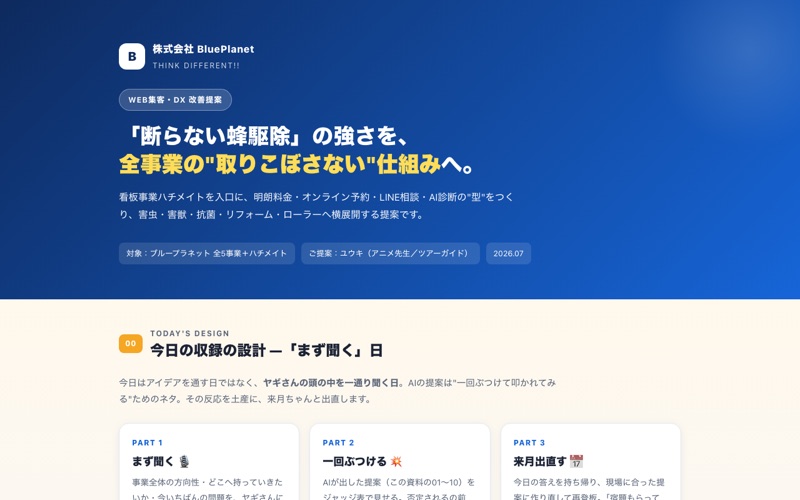 B
株式会社 BluePlanet
THINK DIFFERENT!!
WEB集客・DX 改善提案
「断らない蜂駆除」の強さを、
全事業の"取りこぼさない"仕組みへ。
看板事業ハチメイトを入口に、明朗料金・オンライン予約・LINE相談・AI診断の"型"をつく
り、害虫・害獣・抗菌・リフォーム・ローラーへ横展開する提案です。
対象：ブループラネット 全5事業＋ハチメイト
ご提案：ユウキ（アニメ先生／ツアーガイド）
2026.07
00
TODAY'S DESIGN
今日の収録の設計 —「まず聞く」日
今日はアイデアを通す日ではなく、ヤギさんの頭の中を一通り聞く日。AIの提案は"一回ぶつけて叩かれてみ
る"ためのネタ。その反応を土産に、来月ちゃんと出直します。
PART 1
まず聞く 🎙️
事業全体の方向性・どこへ持っていきた
いか・今いちばんの問題を、ヤギさんに
PART 2
一回ぶつける 💥
AIが出した提案（この資料の01〜10）を
ジャッジ表で見せる。否定されるの前
PART 3
来月出直す 📅
今日の答えを持ち帰り、現場に合った提
案に作り直して再登板。「宿題もらって